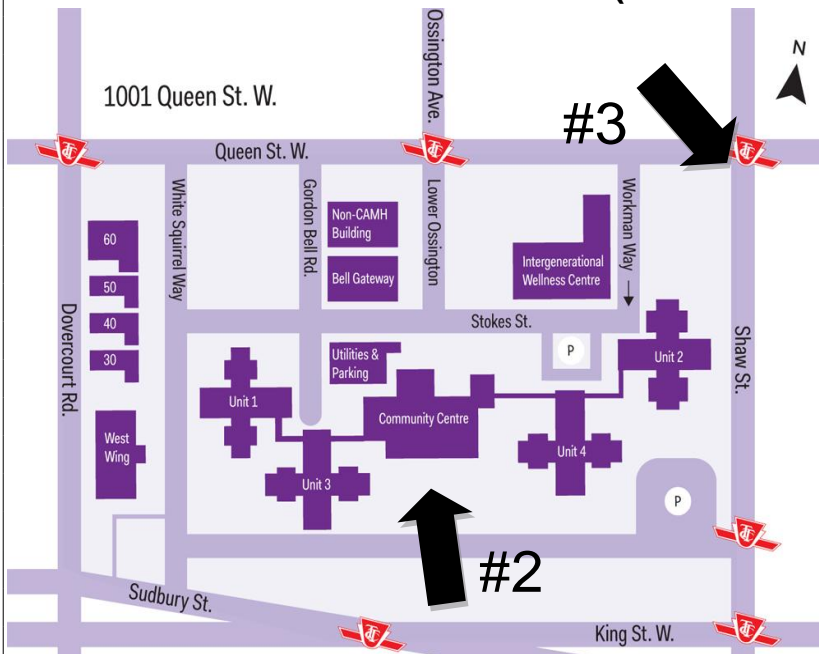 Ossington Ave.
N
1001 Queen St. W.
#3
Queen St. W.
White Squirrel Way
Gordon Bell Rd.
Lower Ossington
Workman Way
Non-CAMH
Building
60
Intergenerational
Wellness Centre
Bell Gateway
50
Dovercourt Rd.
40
Stokes St.
Shaw St.
30
Utilities &
Parking
P
Unit 2
Unit 1
Community Centre
West
Wing
Unit 4
Unit 3
P
#2
Sudbury St.
King St. W.